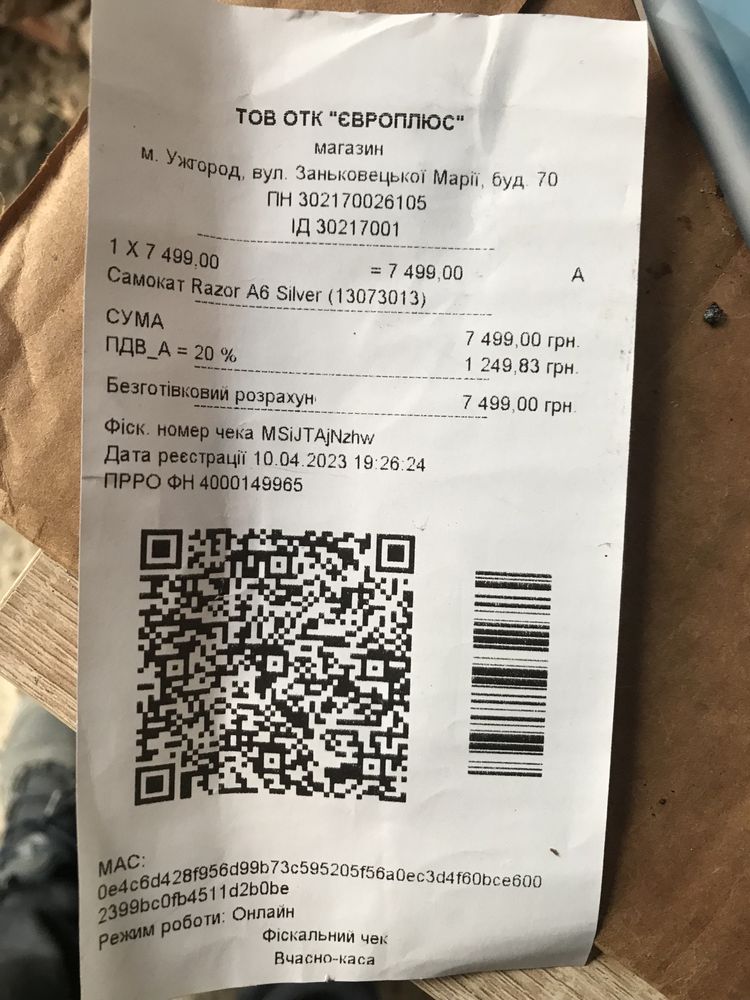 ТОВ ОТК "ЄВРОПЛЮС"
магазин
м. Ужгород, вул. Заньковецької Марії, буд. 70
ПН 302170026105
ІД 30217001
1 X 7 499,00 = 7 499,00 А
Самокат Razor A6 Silver (13073013)
СУМА 7 499,00 грн.
ПДВ_А = 20 % 1 249,83 грн.
Безготівковий розрахун 7 499,00 грн.
Фіск. номер чека MSiJTAjNzhw
Дата реєстрації 10.04.2023 19:26:24
ПРРО ФН 4000149965
MAC:
0e4c6d428f956d99b73c595205f56a0ec3d4f60bce600
2399bc0fb4511d2b0be
Режим роботи: Онлайн
Фіскальний чек
Вчасно-каса